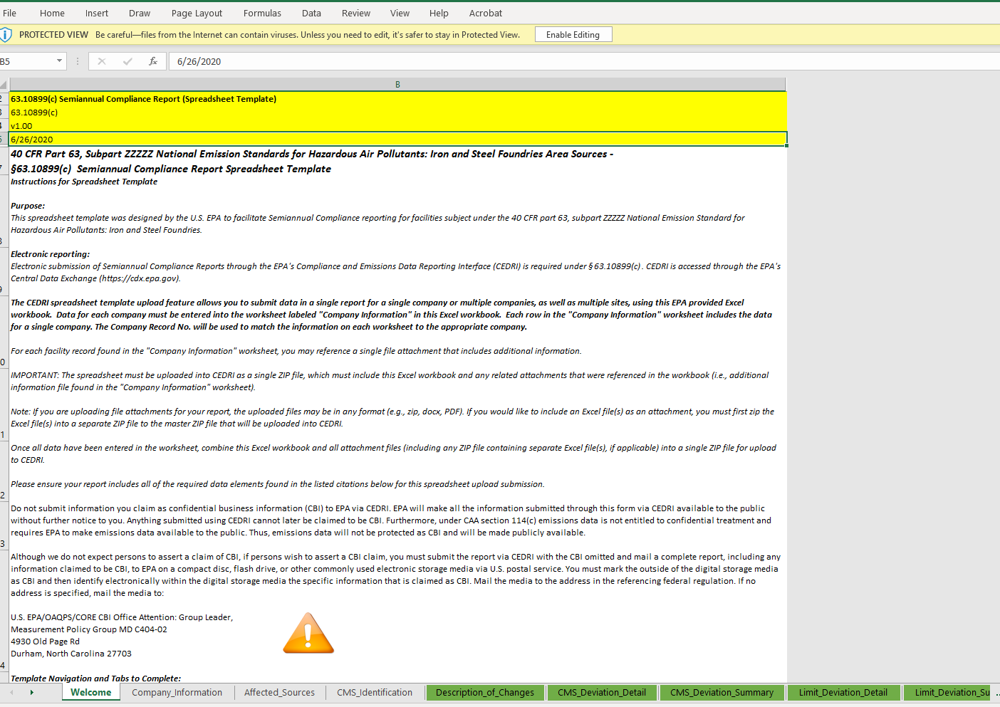 File Home Insert Draw Page Layout Formulas Data Review View Help Acrobat
PROTECTED VIEW Be careful—files from the Internet can contain viruses. Unless you need to edit, it's safer to stay in Protected View. Enable Editing
B5 fx 6/26/2020
B
2 63.10899(c) Semiannual Compliance Report (Spreadsheet Template)
3 63.10899(c)
4 v1.00
5 6/26/2020
40 CFR Part 63, Subpart ZZZZZ National Emission Standards for Hazardous Air Pollutants: Iron and Steel Foundries Area Sources -
7 §63.10899(c) Semiannual Compliance Report Spreadsheet Template
Instructions for Spreadsheet Template
Purpose:
This spreadsheet template was designed by the U.S. EPA to facilitate Semiannual Compliance reporting for facilities subject under the 40 CFR part 63, subpart ZZZZZ National Emission Standard for
Hazardous Air Pollutants: Iron and Steel Foundries.
8
Electronic reporting:
Electronic submission of Semiannual Compliance Reports through the EPA's Compliance and Emissions Data Reporting Interface (CEDRI) is required under §63.10899(c). CEDRI is accessed through the EPA's
Central Data Exchange (https://cdx.epa.gov).
9
The CEDRI spreadsheet template upload feature allows you to submit data in a single report for a single company or multiple companies, as well as multiple sites, using this EPA provided Excel
workbook. Data for each company must be entered into the worksheet labeled "Company Information" in this Excel workbook. Each row in the "Company Information" worksheet includes the data
for a single company. The Company Record No. will be used to match the information on each worksheet to the appropriate company.
For each facility record found in the "Company Information" worksheet, you may reference a single file attachment that includes additional information.
0
IMPORTANT: The spreadsheet must be uploaded into CEDRI as a single ZIP file, which must include this Excel workbook and any related attachments that were referenced in the workbook (i.e., additional
information file found in the "Company Information" worksheet).
Note: If you are uploading file attachments for your report, the uploaded files may be in any format (e.g., zip, docx, PDF). If you would like to include an Excel file(s) as an attachment, you must first zip the
Excel file(s) into a separate ZIP file to the master ZIP file that will be uploaded into CEDRI.
1
Once all data have been entered in the worksheet, combine this Excel workbook and all attachment files (including any ZIP file containing separate Excel file(s), if applicable) into a single ZIP file for upload
to CEDRI.
Please ensure your report includes all of the required data elements found in the listed citations below for this spreadsheet upload submission.
2
Do not submit information you claim as confidential business information (CBI) to EPA via CEDRI. EPA will make all the information submitted through this form via CEDRI available to the public
without further notice to you. Anything submitted using CEDRI cannot later be claimed to be CBI. Furthermore, under CAA section 114(c) emissions data is not entitled to confidential treatment and
requires EPA to make emissions data available to the public. Thus, emissions data will not be protected as CBI and will be made publicly available.
3
Although we do not expect persons to assert a claim of CBI, if persons wish to assert a CBI claim, you must submit the report via CEDRI with the CBI omitted and mail a complete report, including any
information claimed to be CBI, to EPA on a compact disc, flash drive, or other commonly used electronic storage media via U.S. postal service. You must mark the outside of the digital storage media
as CBI and then identify electronically within the digital storage media the specific information that is claimed as CBI. Mail the media to the address in the referencing federal regulation. If no
address is specified, mail the media to:
U.S. EPA/OAQPS/CORE CBI Office Attention: Group Leader,
Measurement Policy Group MD C404-02
4930 Old Page Rd
Durham, North Carolina 27703
4
Template Navigation and Tabs to Complete:
Welcome Company_Information Affected_Sources CMS_Identification Description_of_Changes CMS_Deviation_Detail CMS_Deviation_Summary Limit_Deviation_Detail Limit_Deviation_Su ...